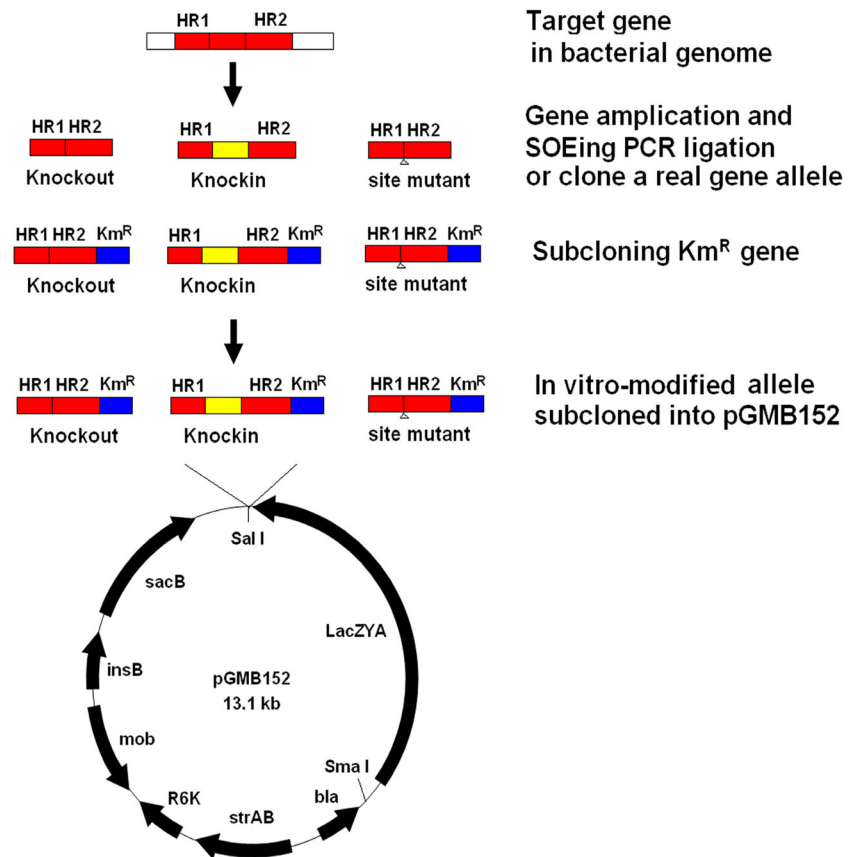 HR1 HR2
Target gene
in bacterial genome
Gene amplication and
SOEing PCR ligation
or clone a real gene allele
HR1 HR2
Knockout
HR1 HR2
Knockin
HR1 HR2
site mutant
HR1 HR2 KmR
Knockout
HR1 HR2 KmR
Knockin
HR1 HR2 KmR
site mutant
Subcloning KmR gene
HR1 HR2 KmR
Knockout
HR1 HR2 KmR
Knockin
HR1 HR2 KmR
site mutant
In vitro-modified allele
subcloned into pGMB152
Sal I
sacB
LacZYA
insB
pGMB152
13.1 kb
mob
Sma I
R6K
strAB
bla